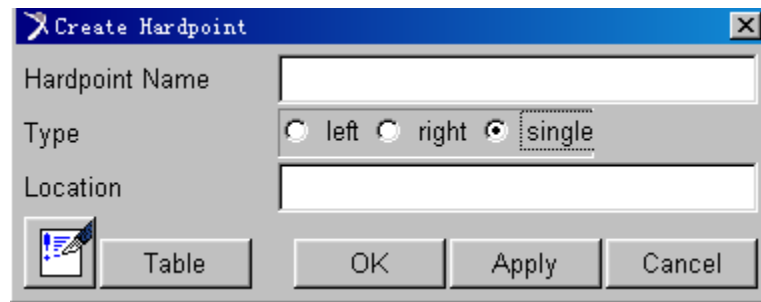 Create Hardpoint
Hardpoint Name
Type left right single
Location
Table OK Apply Cancel